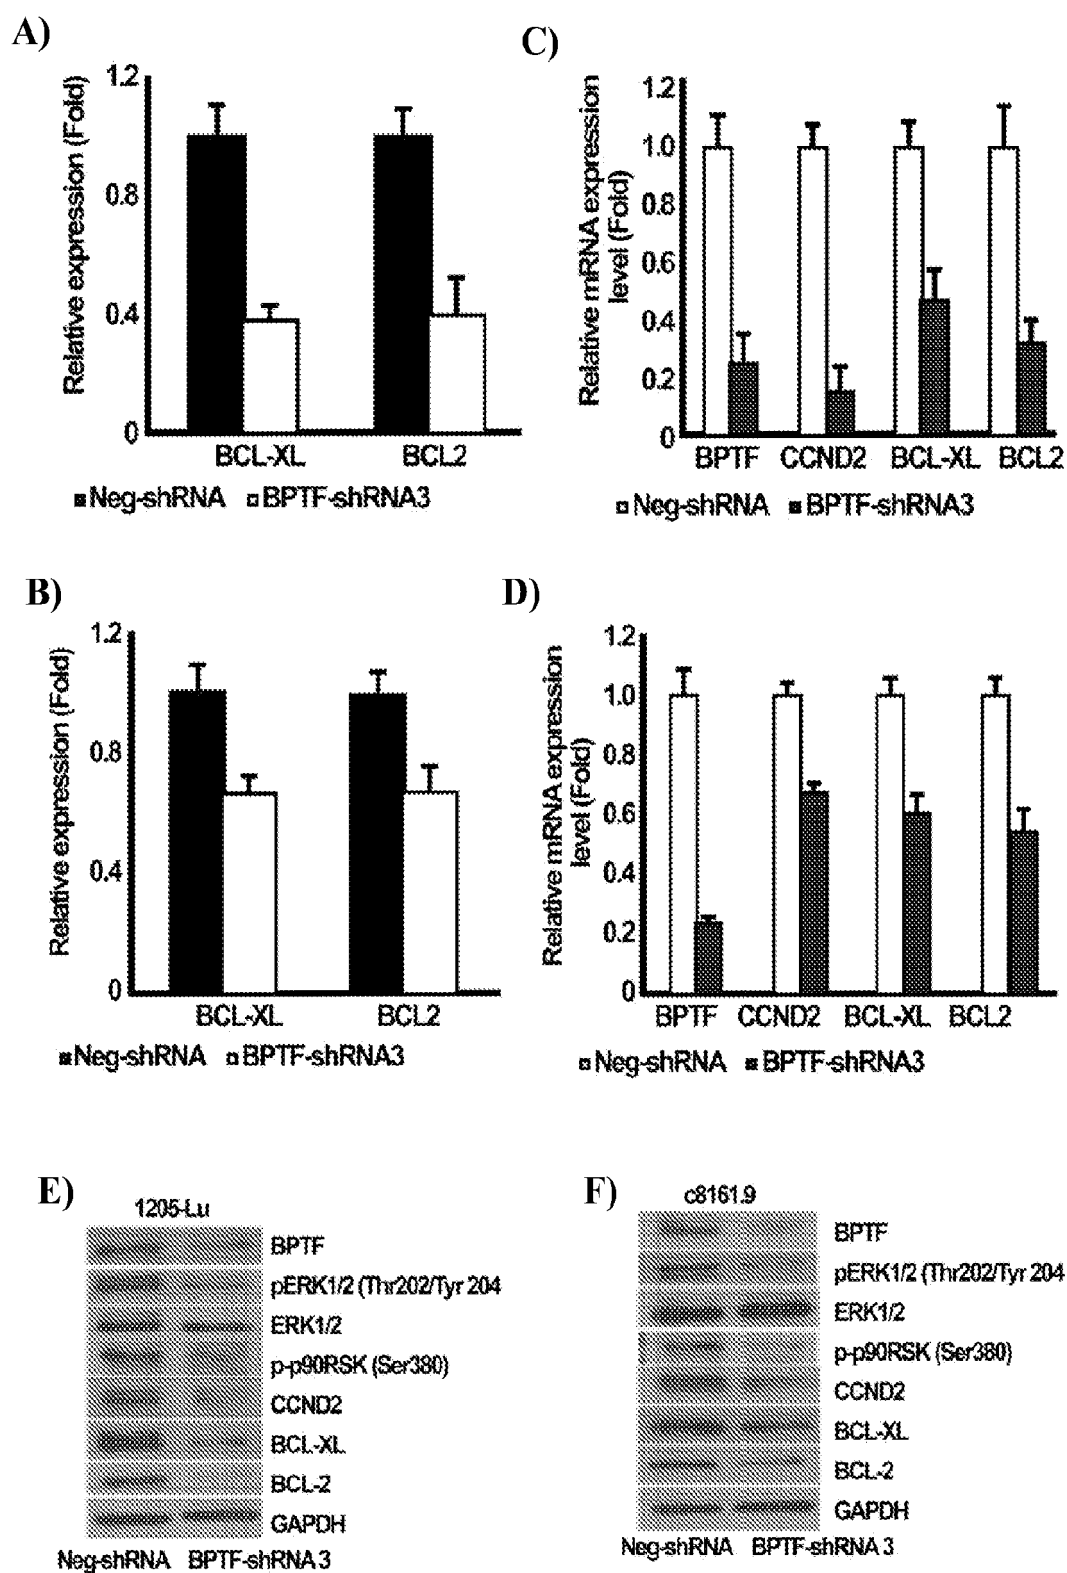 A)
Relative expression (Fold)
1.2
0.8
0.4
0
BCL-XL BCL2
Neg-shRNA BPTF-shRNA3
C)
Relative mRNA expression
level (Fold)
1.2
1.0
0.8
0.6
0.4
0.2
0
BPTF CCND2 BCL-XL BCL2
Neg-shRNA BPTF-shRNA3
B)
Relative expression (Fold)
1.2
0.8
0.4
0
BCL-XL BCL2
Neg-shRNA BPTF-shRNA3
D)
Relative mRNA expression
level (Fold)
1.2
1.0
0.8
0.6
0.4
0.2
0
BPTF CCND2 BCL-XL BCL2
Neg-shRNA BPTF-shRNA3
E)
1205-Lu
BPTF
pERK1/2 (Thr202/Tyr 204
ERK1/2
p-p90RSK (Ser380)
CCND2
BCL-XL
BCL-2
GAPDH
Neg-shRNA BPTF-shRNA 3
F)
c8161.9
BPTF
pERK1/2 (Thr202/Tyr 204
ERK1/2
p-p90RSK (Ser380)
CCND2
BCL-XL
BCL-2
GAPDH
Neg-shRNA BPTF-shRNA 3